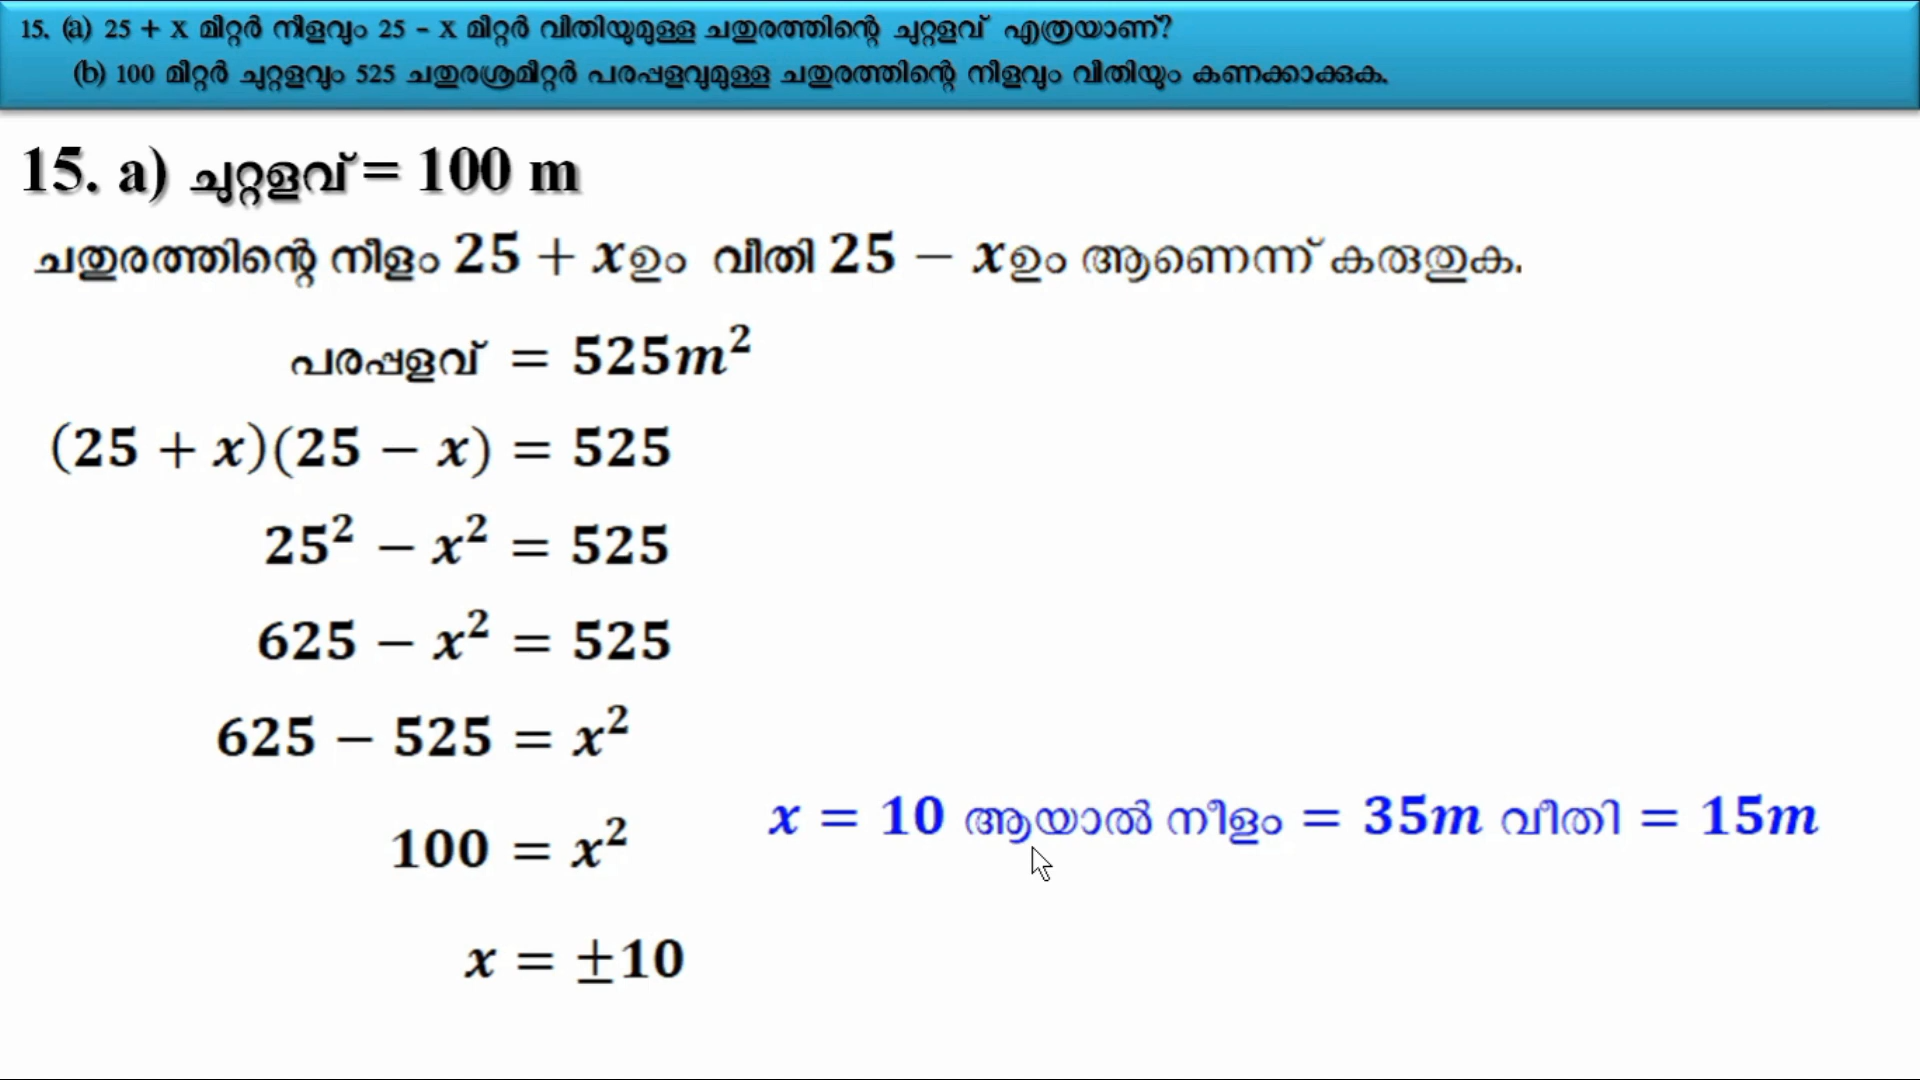 15. (a) 25 + x മീറ്റർ നീളവും 25 - x മീറ്റർ വീതിയുമുള്ള ചതുരത്തിന്റെ ചുറ്റളവ് എത്രയാണ്?
(b) 100 മീറ്റർ ചുറ്റളവും 525 ചതുരശ്രമീറ്റർ പരപ്പളവുമുള്ള ചതുരത്തിന്റെ നീളവും വീതിയും കണക്കാക്കുക.
15. a) ചുറ്റളവ് = 100 m
ചതുരത്തിന്റെ നീളം 25 + x ഉം വീതി 25 − x ഉം ആണെന്ന് കരുതുക.
പരപ്പളവ് = 525m²
(25 + x)(25 − x) = 525
25² − x² = 525
625 − x² = 525
625 − 525 = x²
100 = x²
x = 10 ആയാൽ നീളം = 35m വീതി = 15m
x = ±10